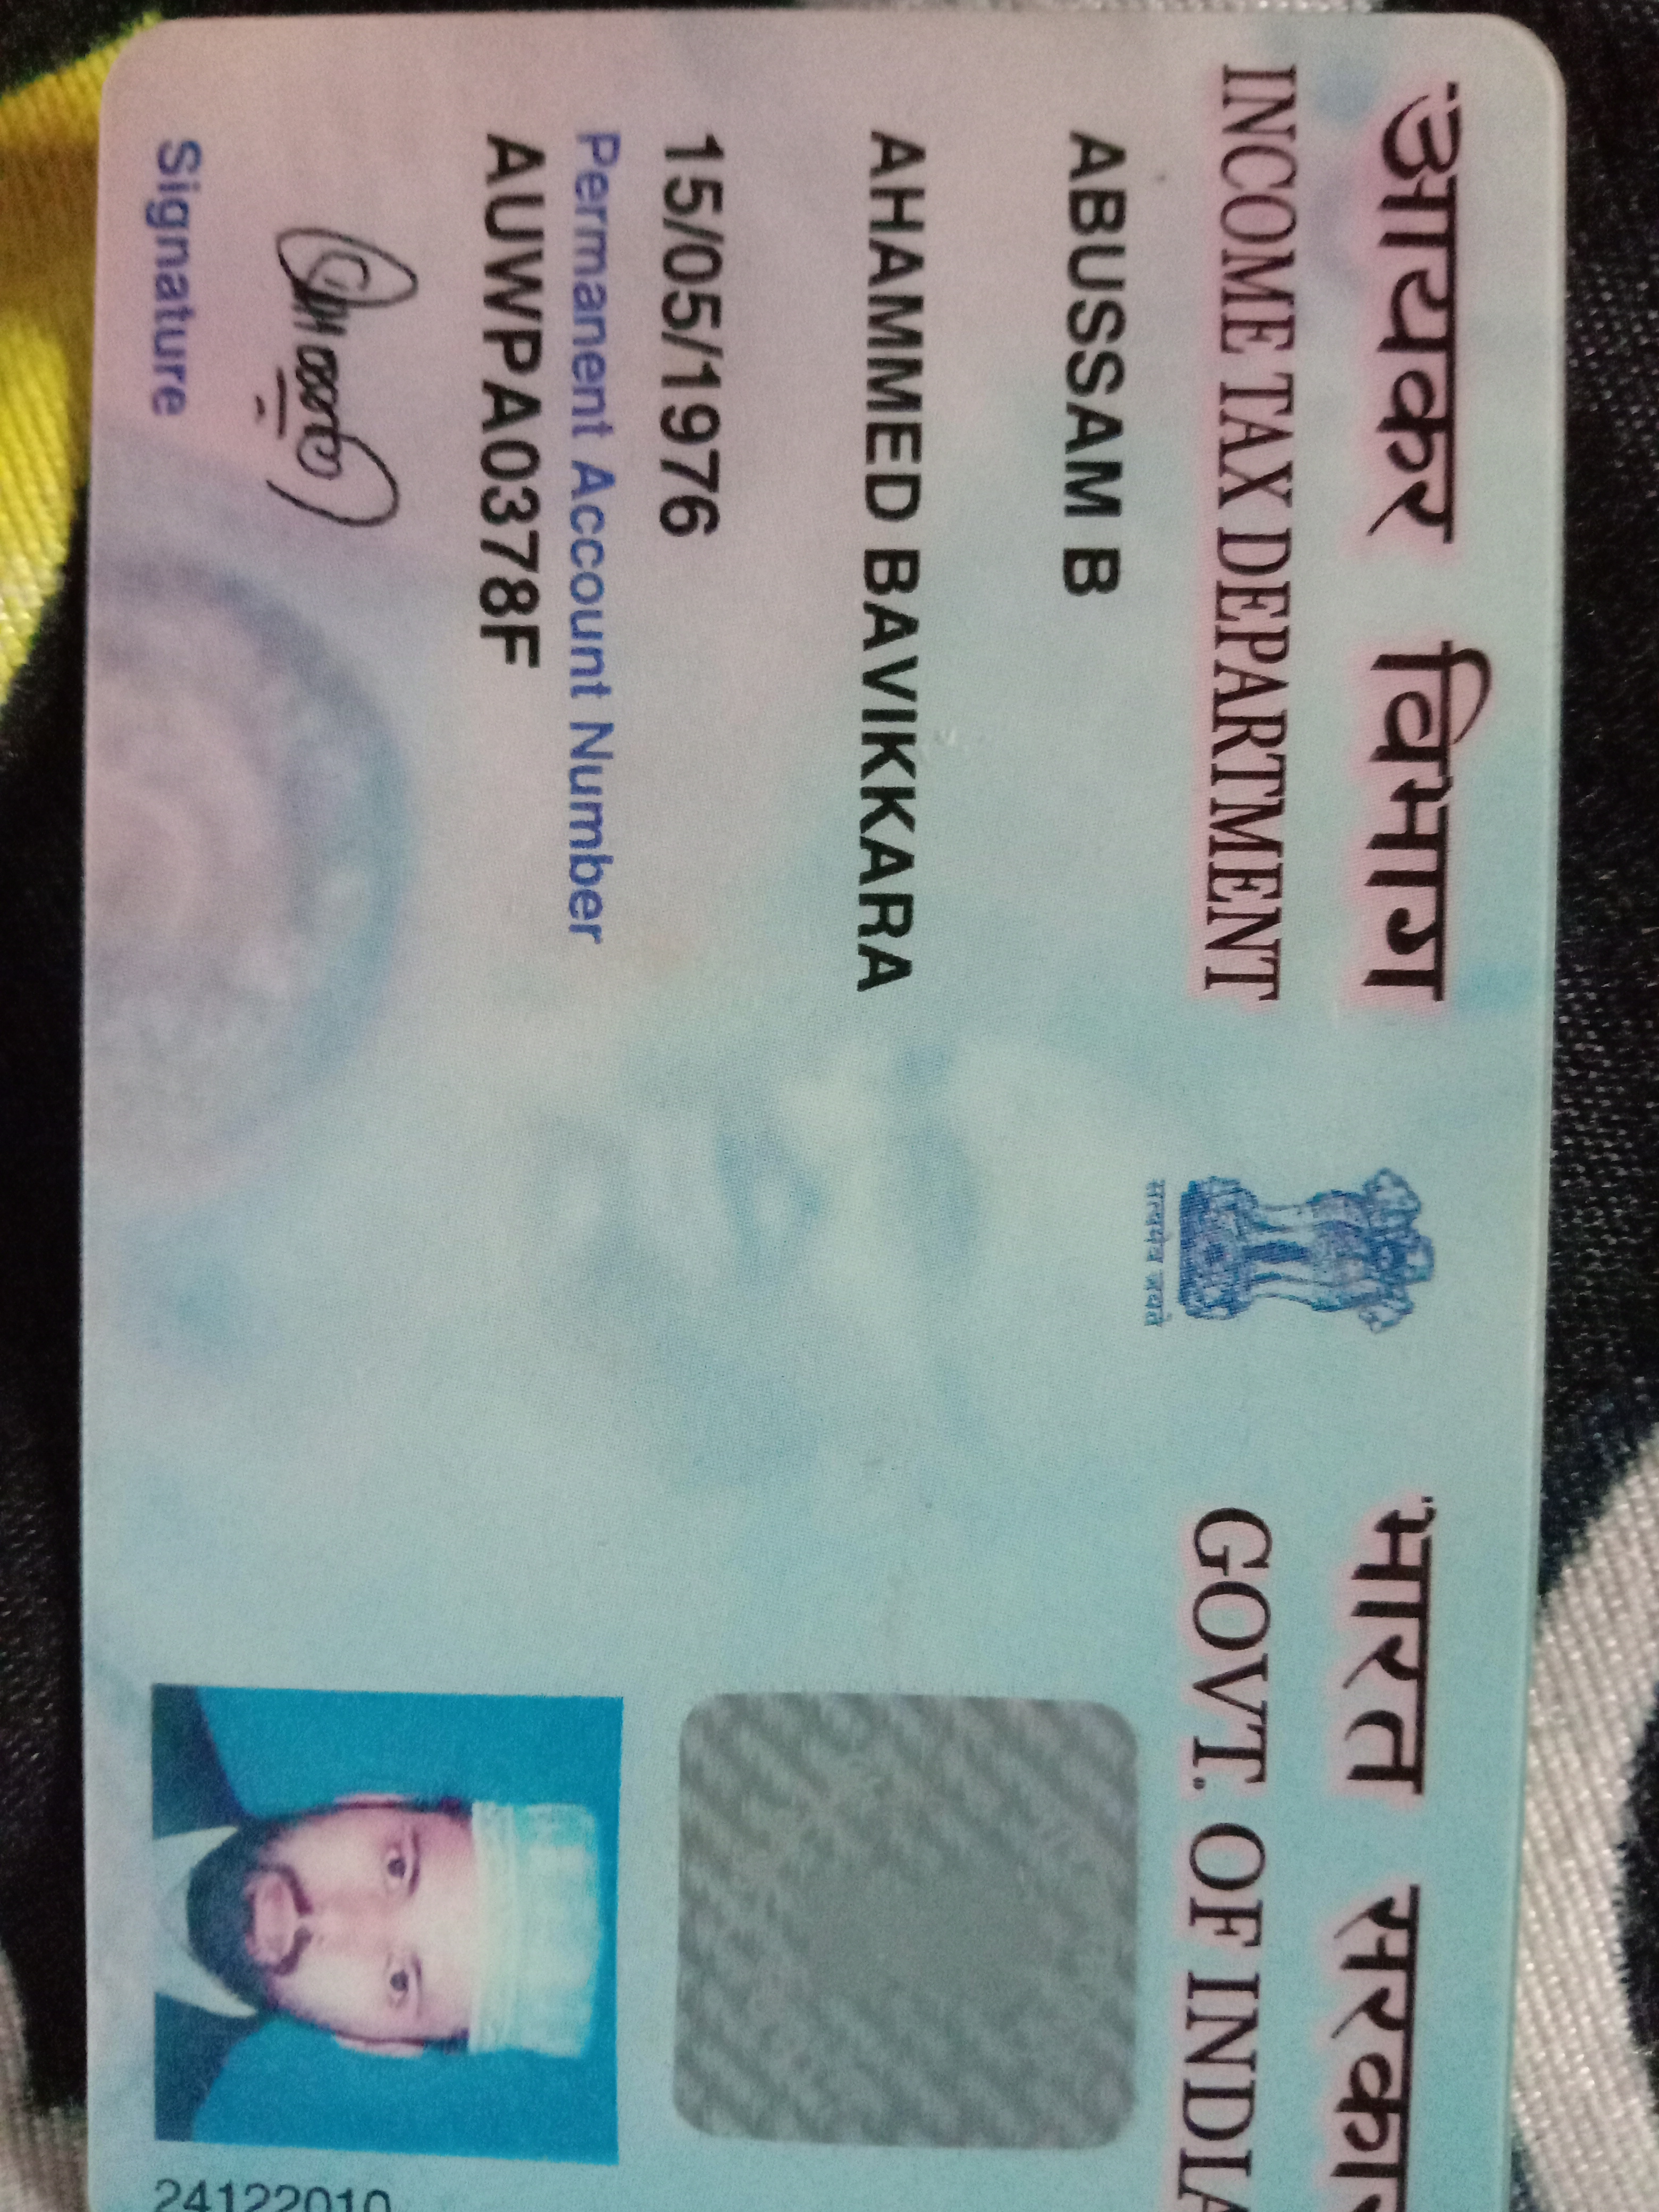 आयकर विभाग
INCOME TAX DEPARTMENT
सत्यमेव जयते
भारत सरकार
GOVT. OF INDIA
ABUSSAM B
AHAMMED BAVIKKARA
15/05/1976
Permanent Account Number
AUWPA0378F
Signature
24122010